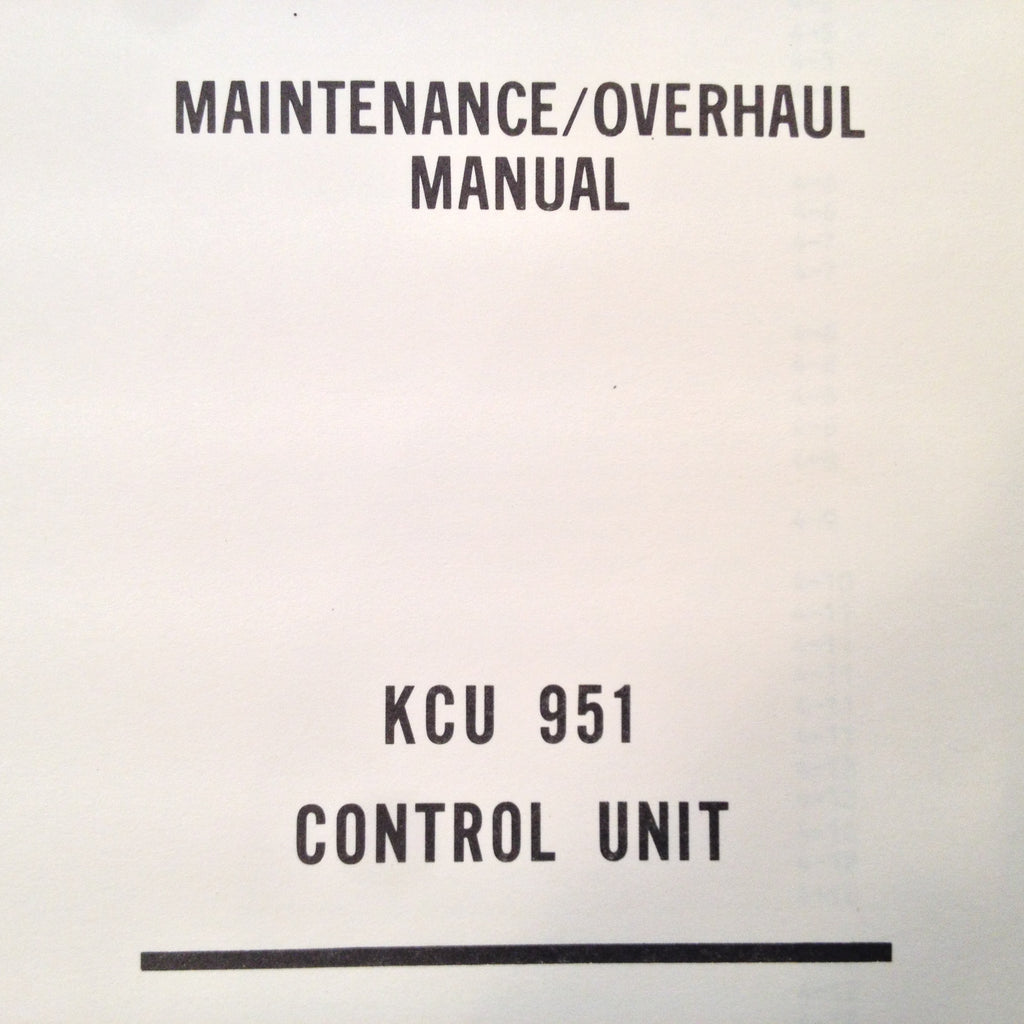 MAINTENANCE/OVERHAUL
MANUAL
KCU 951
CONTROL UNIT